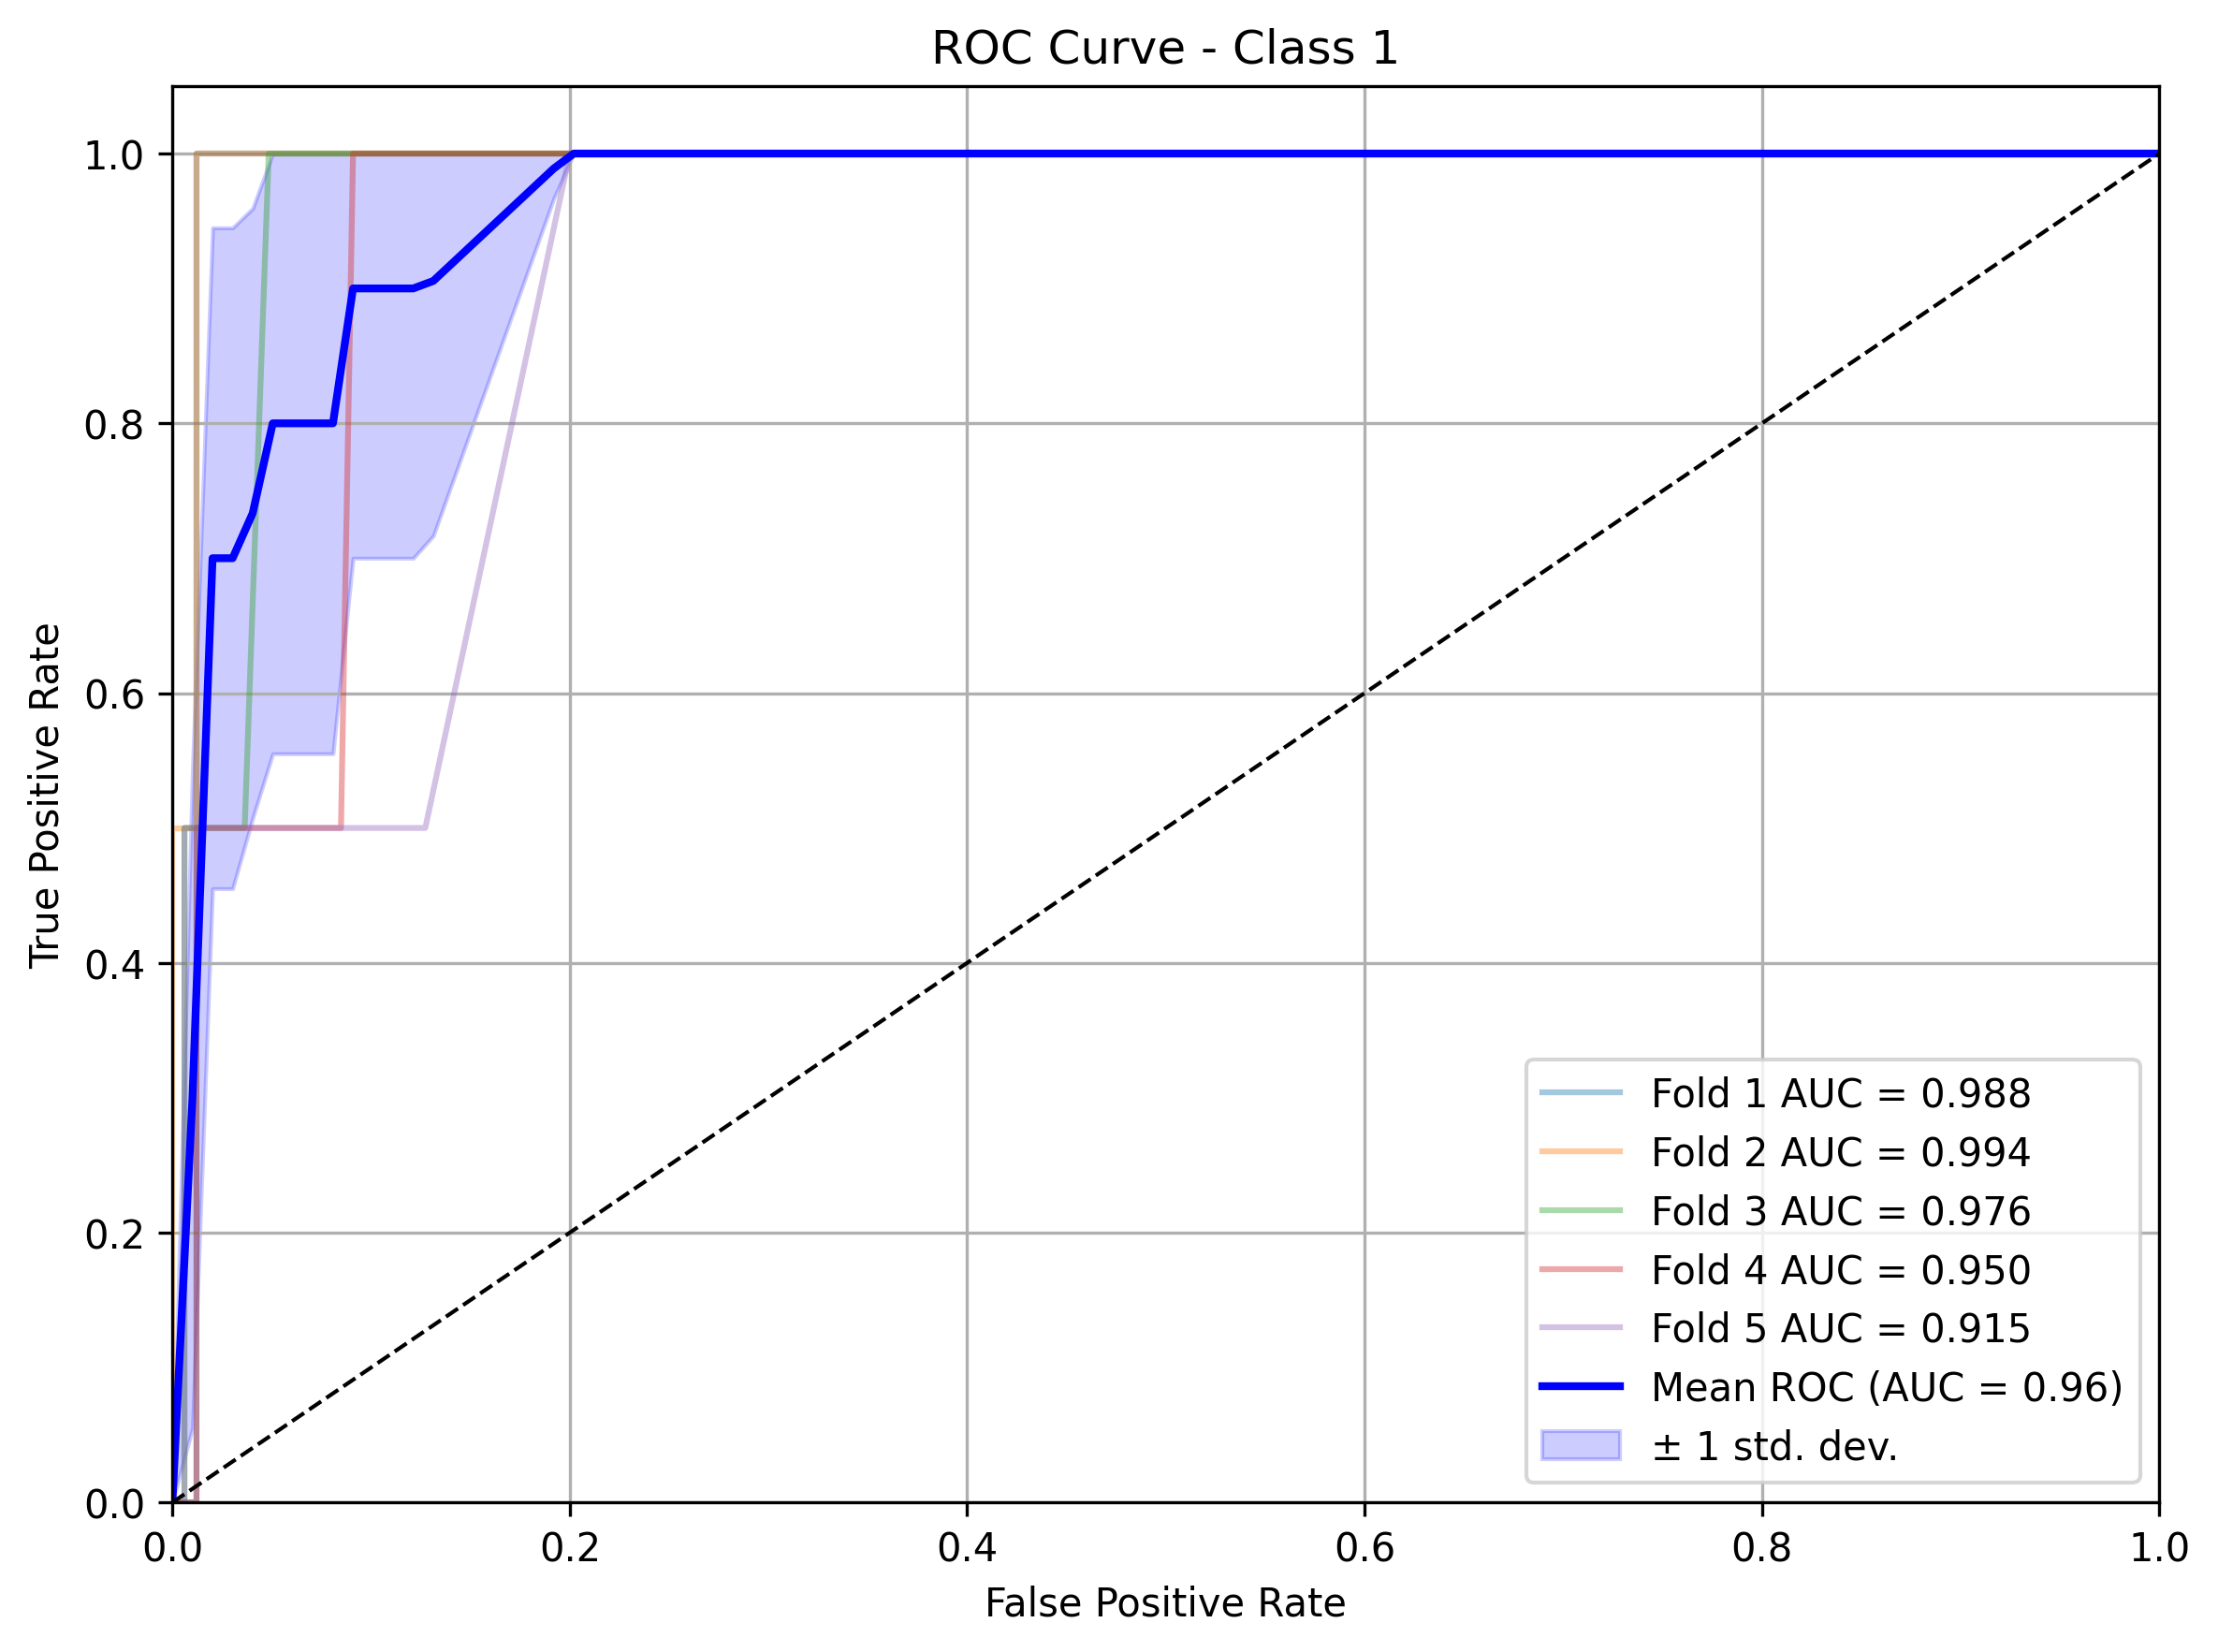 ROC Curve - Class 1
True Positive Rate
1.0
0.8
0.6
0.4
0.2
0.0
0.0 0.2 0.4 0.6 0.8 1.0
False Positive Rate
Fold 1 AUC = 0.988
Fold 2 AUC = 0.994
Fold 3 AUC = 0.976
Fold 4 AUC = 0.950
Fold 5 AUC = 0.915
Mean ROC (AUC = 0.96)
± 1 std. dev.